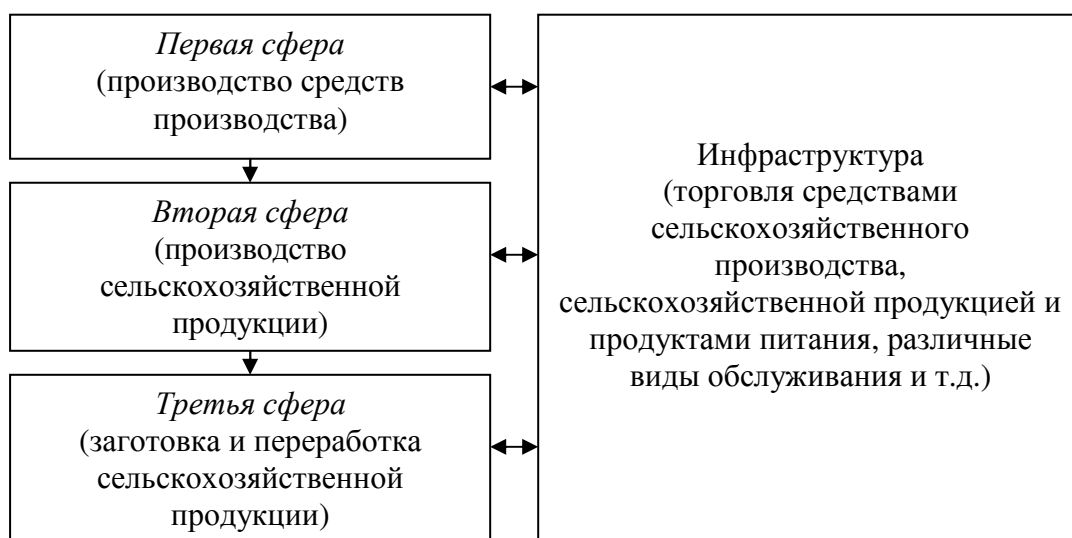 Первая сфера
(производство средств
производства)
Вторая сфера
(производство
сельскохозяйственной
продукции)
Третья сфера
(заготовка и переработка
сельскохозяйственной
продукции)
Инфраструктура
(торговля средствами
сельскохозяйственного
производства,
сельскохозяйственной продукцией и
продуктами питания, различные
виды обслуживания и т.д.)